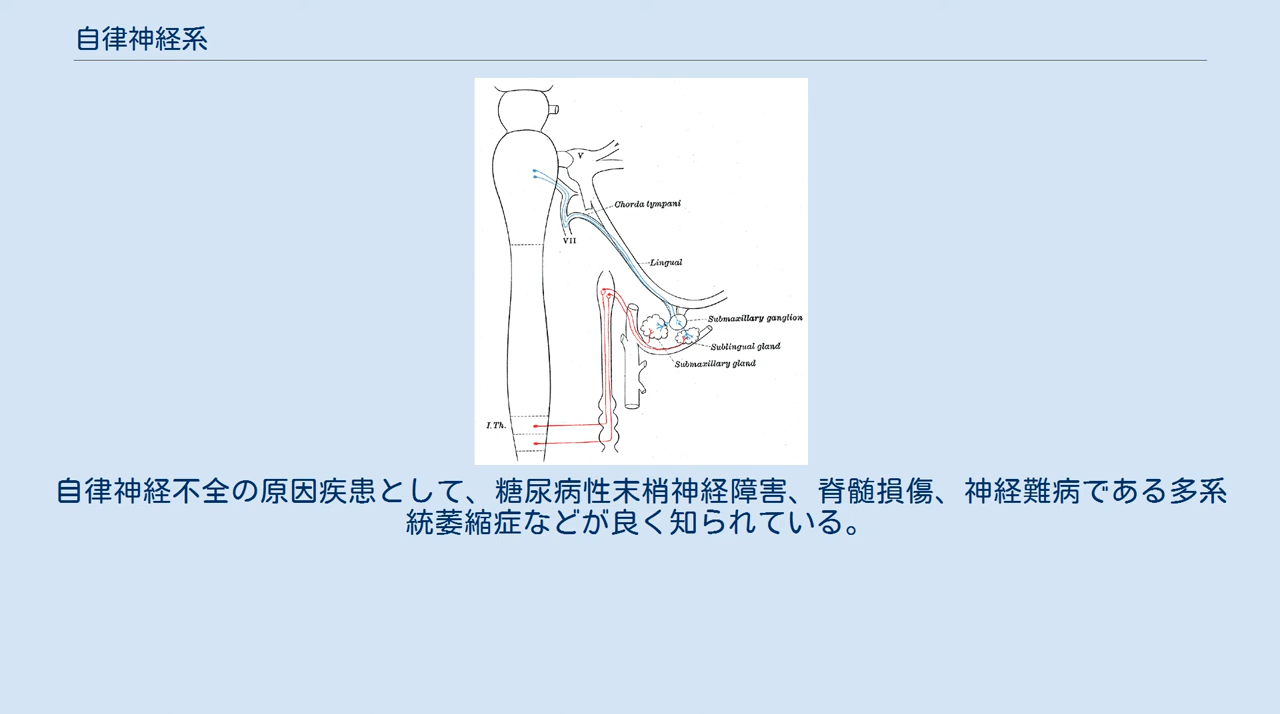 自律神経系
V
Chorda tympani
VII
Lingual
Submaxillary ganglion
Sublingual gland
Submaxillary gland
I.Th.
自律神経不全の原因疾患として、糖尿病性末梢神経障害、脊髄損傷、神経難病である多系
統萎縮症などが良く知られている。